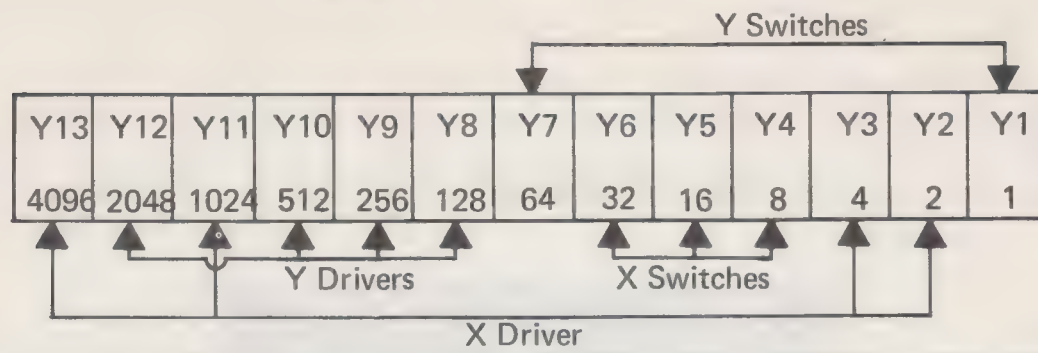 Y Switches
Y13 Y12 Y11 Y10 Y9 Y8 Y7 Y6 Y5 Y4 Y3 Y2 Y1
4096 2048 1024 512 256 128 64 32 16 8 4 2 1
Y Drivers X Switches
X Driver